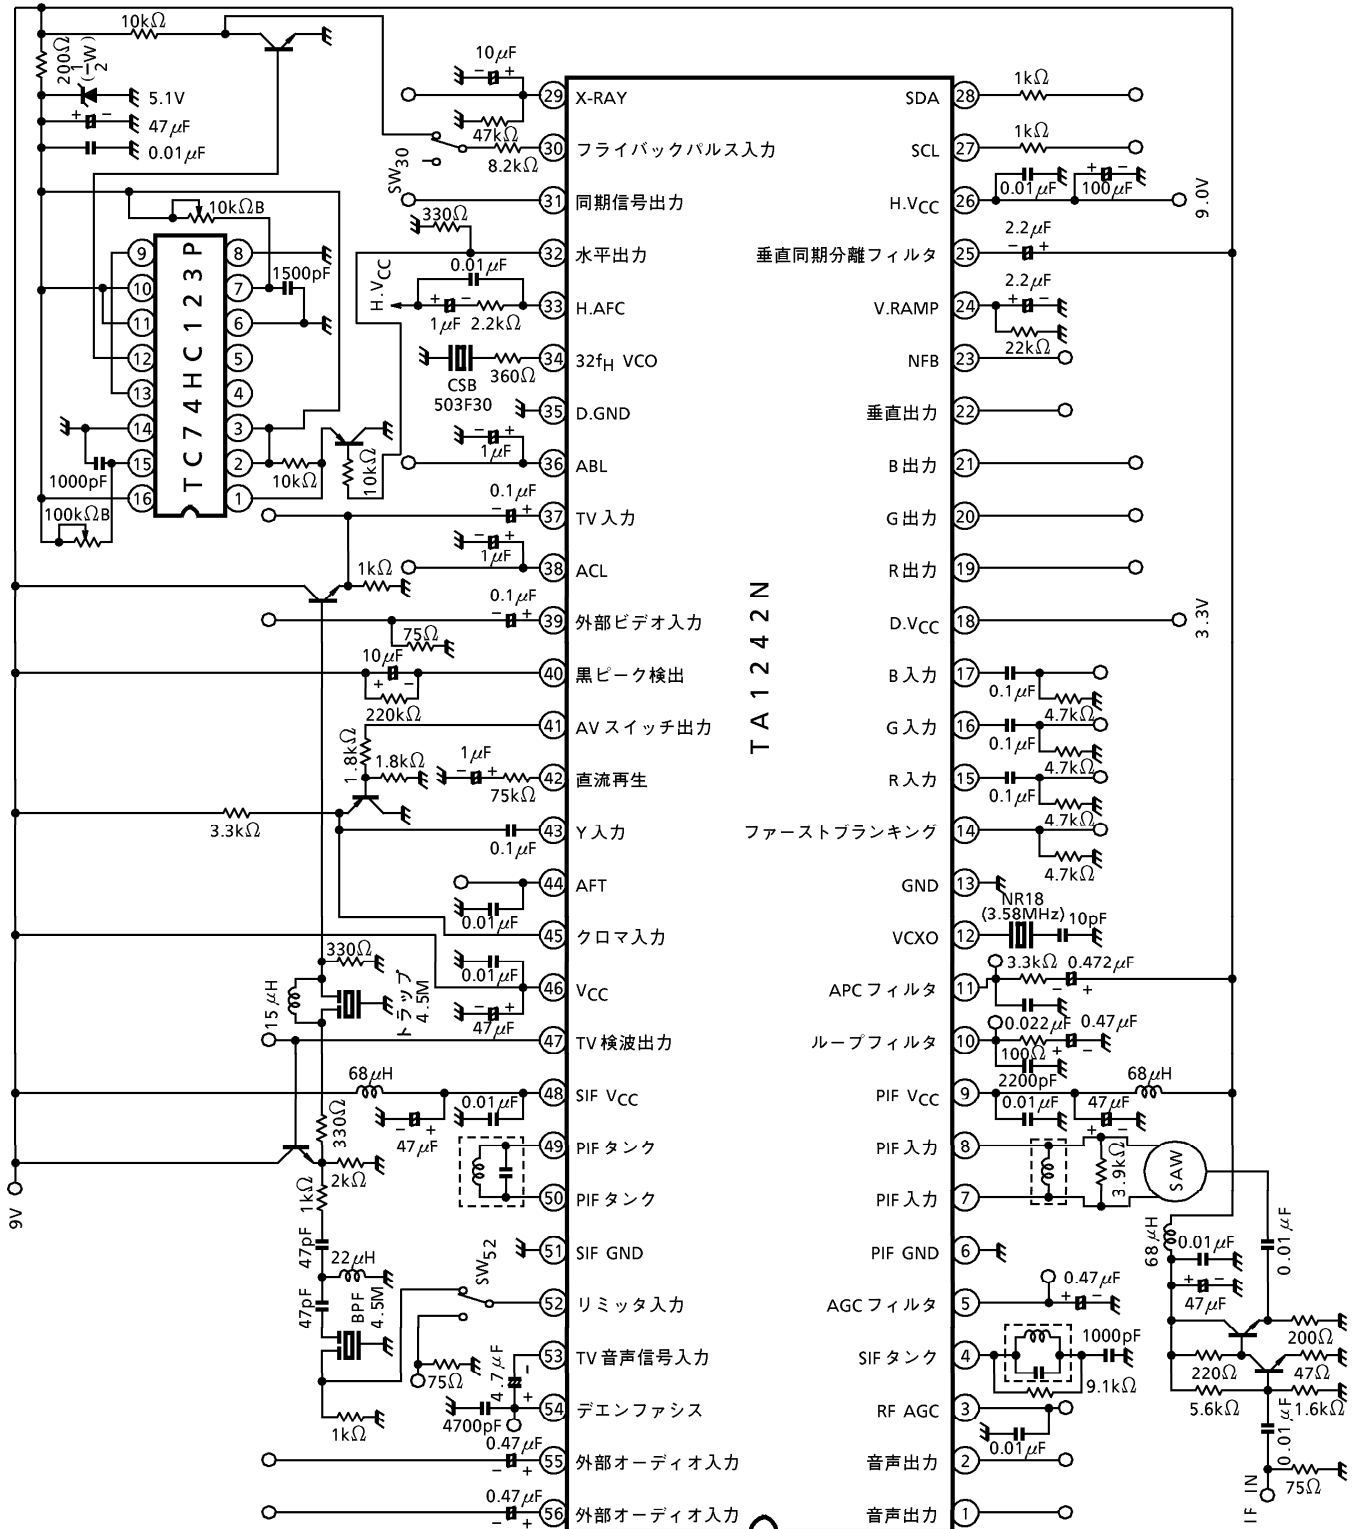 10kΩ
200Ω
(1/2W)
5.1V
47μF
0.01μF
10kΩB
TC74HC123P
9
10
11
12
13
14
15
16
8
7
6
5
4
3
2
1
1500pF
1000pF
100kΩB
10kΩ
10kΩ
SW30
H.VCC
10μF
47kΩ
8.2kΩ
330Ω
0.01μF
1μF
2.2kΩ
CSB
503F30
360Ω
1μF
0.1μF
1μF
1kΩ
0.1μF
75Ω
10μF
220kΩ
1.8kΩ
1.8kΩ
1μF
75kΩ
3.3kΩ
0.1μF
0.01μF
330Ω
15μH
トラップ
4.5M
0.01μF
47μF
68μH
0.01μF
47μF
330Ω
2kΩ
1kΩ
9V
47pF
22μH
47pF
BPF
4.5M
1kΩ
SW52
75Ω
4.7μF
4700pF
0.47μF
0.47μF
TA1242N
29 X-RAY
30 フライバックパルス入力
31 同期信号出力
32 水平出力
33 H.AFC
34 32fH VCO
35 D.GND
36 ABL
37 TV入力
38 ACL
39 外部ビデオ入力
40 黒ピーク検出
41 AVスイッチ出力
42 直流再生
43 Y入力
44 AFT
45 クロマ入力
46 VCC
47 TV検波出力
48 SIF VCC
49 PIFタンク
50 PIFタンク
51 SIF GND
52 リミッタ入力
53 TV音声信号入力
54 デエンファシス
55 外部オーディオ入力
56 外部オーディオ入力
SDA 28
SCL 27
H.VCC 26
垂直同期分離フィルタ 25
V.RAMP 24
NFB 23
垂直出力 22
B出力 21
G出力 20
R出力 19
D.VCC 18
B入力 17
G入力 16
R入力 15
ファーストブランキング 14
GND 13
VCXO 12
APCフィルタ 11
ループフィルタ 10
PIF VCC 9
PIF入力 8
PIF入力 7
PIF GND 6
AGCフィルタ 5
SIFタンク 4
RF AGC 3
音声出力 2
音声出力 1
1kΩ
1kΩ
0.01μF
100μF
9.0V
2.2μF
2.2μF
22kΩ
3.3V
0.1μF
4.7kΩ
0.1μF
4.7kΩ
0.1μF
4.7kΩ
4.7kΩ
NR18
(3.58MHz)
10pF
3.3kΩ
0.472μF
0.022μF
0.47μF
100Ω
2200pF
68μH
0.01μF
47μF
3.9kΩ
SAW
68μH
0.01μF
0.01μF
47μF
0.47μF
1000pF
9.1kΩ
0.01μF
200Ω
220Ω
47Ω
5.6kΩ
1.6kΩ
0.01μF
75Ω
IF IN